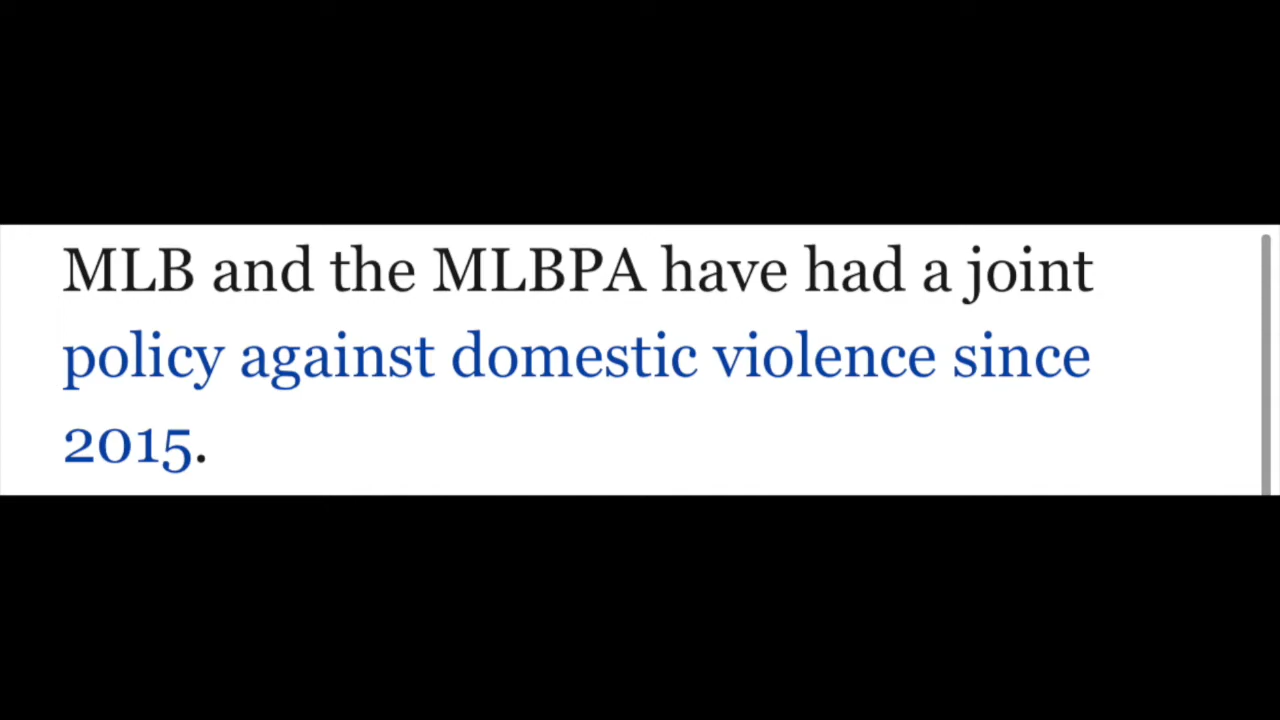 MLB and the MLBPA have had a joint
policy against domestic violence since
2015.